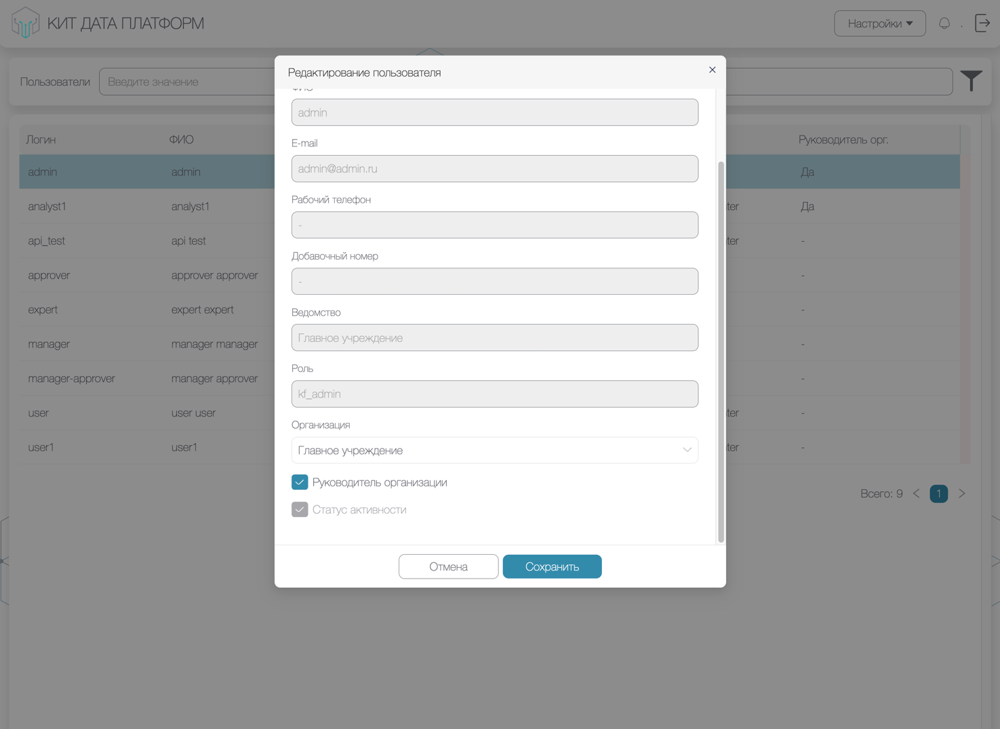 КИТ ДАТА ПЛАТФОРМ
Настройки
Пользователи
Введите значение
Редактирование пользователя
ФИО
admin
E-mail
admin@admin.ru
Рабочий телефон
-
Добавочный номер
-
Ведомство
Главное учреждение
Роль
kf_admin
Организация
Главное учреждение
Руководитель организации
Статус активности
Отмена
Сохранить
Логин ФИО Руководитель орг.
admin admin Да
analyst1 analyst1 ter Да
api_test api test ter -
approver approver approver -
expert expert expert -
manager manager manager -
manager-approver manager approver -
user user user ter -
user1 user1 ter -
Всего: 9 1